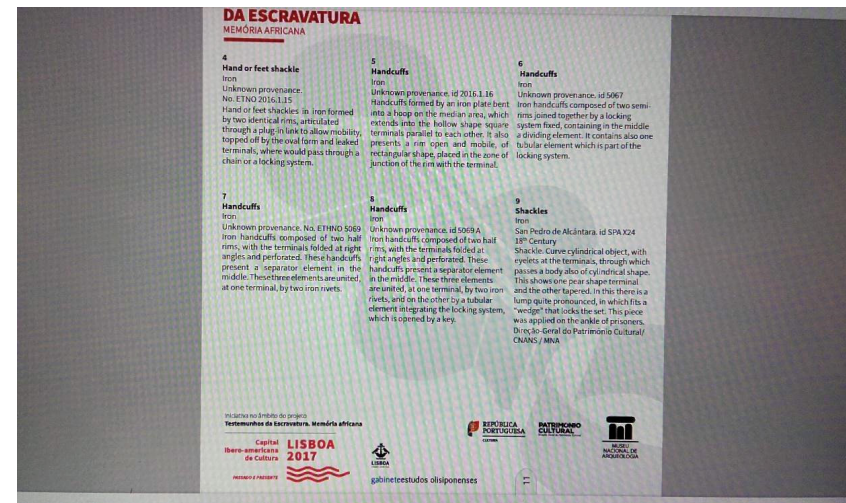 DA ESCRAVATURA
MEMÓRIA AFRICANA
4
Hand or feet shackle
Iron
Unknown provenance.
No. ETNO 2016.1.15
Hand or feet shackles in iron formed
by two identical rims, articulated
through a plug-in link to allow mobility,
topped off by the oval form and leaked
terminals, where would pass through a
chain or a locking system.
5
Handcuffs
Iron
Unknown provenance. id 2016.1.16
Handcuffs formed by an iron plate bent
into a hoop on the median area, which
extends into the hollow shape square
terminals parallel to each other. It also
presents a rim open and mobile, of
rectangular shape, placed in the zone of
junction of the rim with the terminal.
6
Handcuffs
Iron
Unknown provenance. id 5067
Iron handcuffs composed of two semi-
rims joined together by a locking
system fixed, containing in the middle
a dividing element. It contains also one
tubular element which is part of the
locking system.
7
Handcuffs
Iron
Unknown provenance. No. ETHNO 5069
Iron handcuffs composed of two half
rims, with the terminals folded at right
angles and perforated. These handcuffs
present a separator element in the
middle. These three elements are united,
at one terminal, by two iron rivets.
8
Handcuffs
Iron
Unknown provenance. id 5069 A
Iron handcuffs composed of two half
rims, with the terminals folded at
right angles and perforated. These
handcuffs present a separator element
in the middle. These three elements
are united, at one terminal, by two iron
rivets, and on the other by a tubular
element integrating the locking system,
which is opened by a key.
9
Shackles
Iron
San Pedro de Alcántara. id SPA X24
18th Century
Shackle. Curve cylindrical object, with
eyelets at the terminals, through which
passes a body also of cylindrical shape.
This shows one pear shape terminal
and the other tapered. In this there is a
lump quite pronounced, in which fits a
"wedge" that locks the set. This piece
was applied on the ankle of prisoners.
Direção-Geral do Património Cultural/
CNANS / MNA
Iniciativa no âmbito do projeto
Testemunhos da Escravatura. Memória africana
Capital
Ibero-americana
de Cultura
LISBOA
2017
PASSADO E PRESENTE
LISBOA
gabineteestudos olisiponenses
REPÚBLICA
PORTUGUESA
CULTURA
PATRIMÓNIO
CULTURAL
MUSEU
NACIONAL DE
ARQUEOLOGIA
11